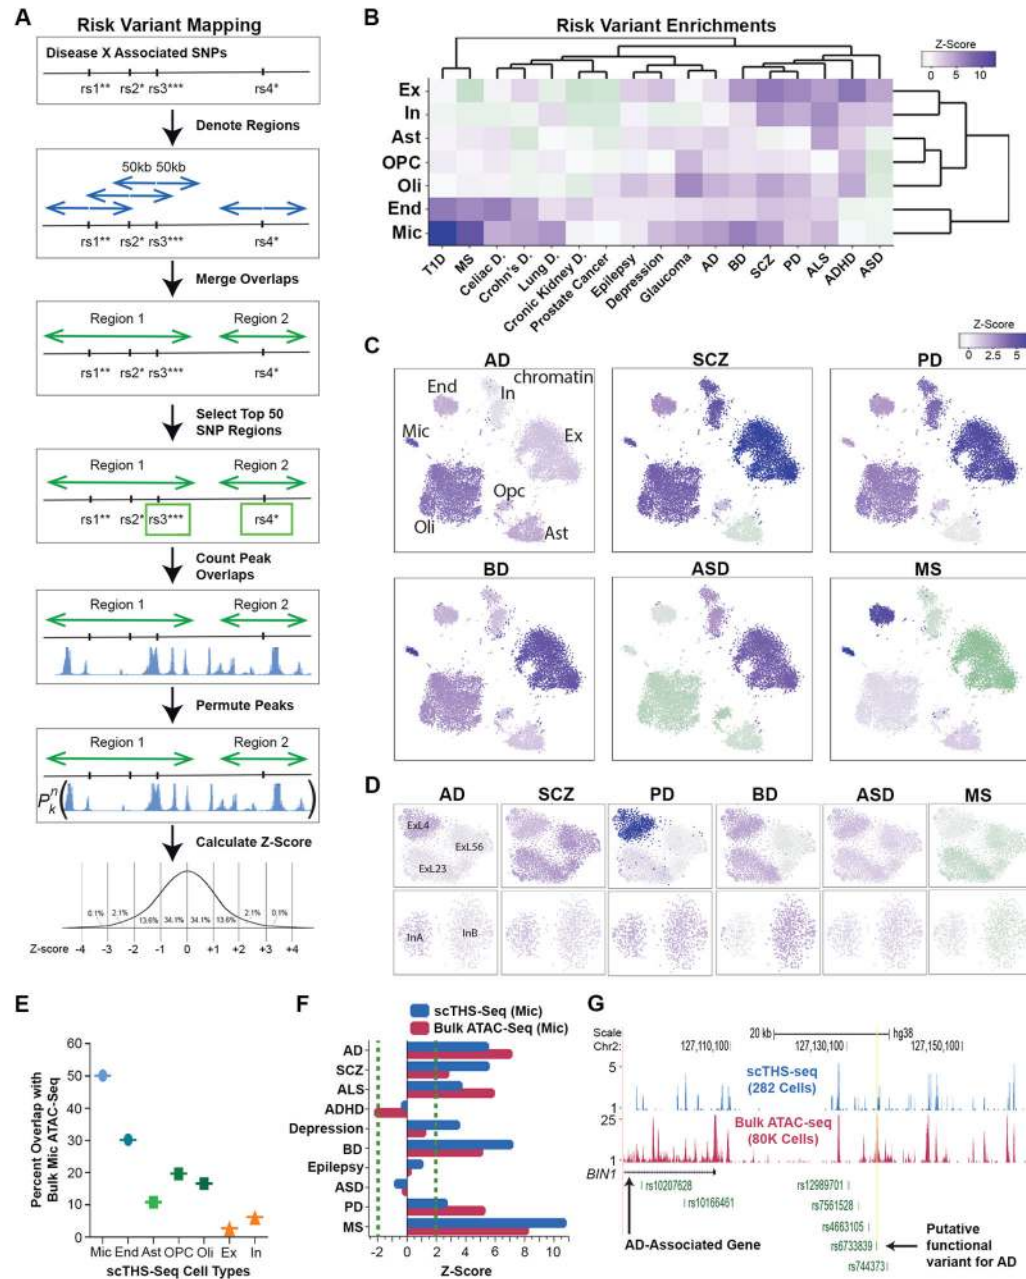 A
Risk Variant Mapping
Disease X Associated SNPs
rs1** rs2* rs3*** rs4*
Denote Regions
50kb 50kb
rs1** rs2* rs3*** rs4*
Merge Overlaps
Region 1 Region 2
rs1** rs2* rs3*** rs4*
Select Top 50
SNP Regions
Region 1 Region 2
rs1** rs2* rs3*** rs4*
Count Peak
Overlaps
Region 1 Region 2
Permute Peaks
Region 1 Region 2
P n k ( )
Calculate Z-Score
0.1% 2.1% 13.6% 34.1% 34.1% 13.6% 2.1% 0.1%
Z-score -4 -3 -2 -1 0 +1 +2 +3 +4
B
Risk Variant Enrichments
Z-Score
0 5 10
Ex
In
Ast
OPC
Oli
End
Mic
T1D
MS
Celiac D.
Crohn's D.
Lung D.
Cronic Kidney D.
Prostate Cancer
Epilepsy
Depression
Glaucoma
AD
BD
SCZ
PD
ALS
ADHD
ASD
C
Z-Score
0 2.5 5
AD SCZ PD
chromatin
End In
Mic Ex
Opc
Oli Ast
BD ASD MS
D
AD SCZ PD BD ASD MS
ExL4
ExL56
ExL23
InA InB
E
Percent Overlap with
Bulk Mic ATAC-Seq
60
50
40
30
20
10
0
Mic End Ast OPC Oli Ex In
scTHS-Seq Cell Types
F
scTHS-Seq (Mic)
Bulk ATAC-Seq (Mic)
AD
SCZ
ALS
ADHD
Depression
BD
Epilepsy
ASD
PD
MS
-2 0 2 4 6 8 10
Z-Score
G
Scale 20 kb hg38
Chr2: 127,110,100 127,130,100 127,150,100
5
scTHS-seq
(282 Cells)
1
25
Bulk ATAC-seq
(80K Cells)
1
BIN1
rs10207628 rs12989701
rs10166461 rs7561528
rs4663105
rs6733839
rs744373
AD-Associated Gene
Putative
functional
variant for AD